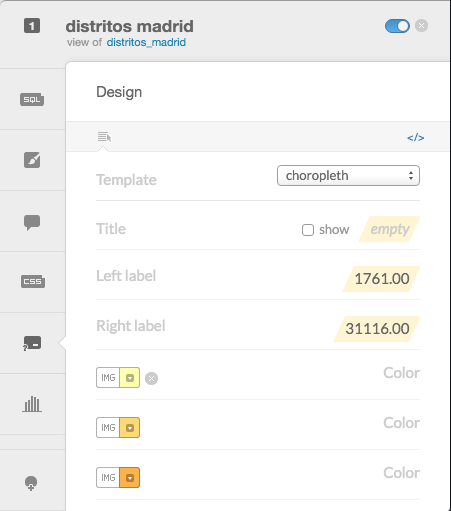 1
distritos madrid
view of distritos_madrid
SQL
Design
</>
Template
choropleth
Title
show
empty
Left label
1761.00
CSS
Right label
31116.00
?
IMG
Color
IMG
Color
IMG
Color